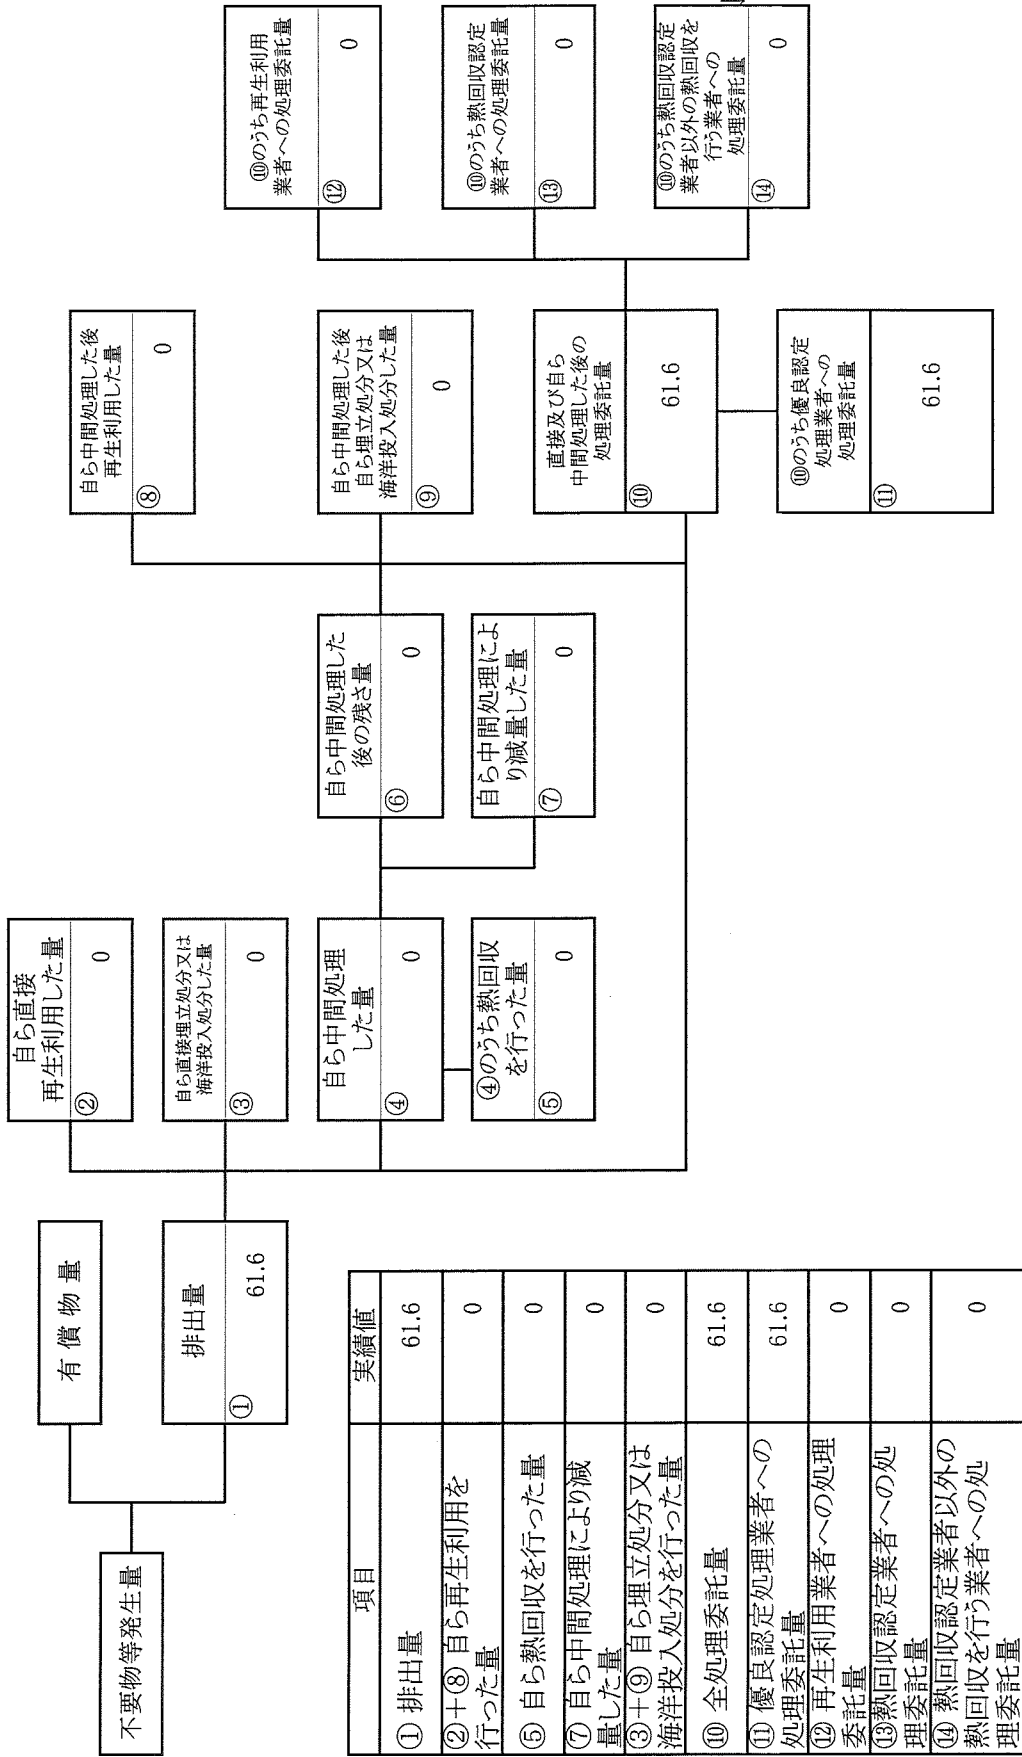 不要物等発生量
有償物量
排出量
① 61.6
自ら直接
再生利用した量
② 0
自ら直接埋立処分又は
海洋投入処分した量
③ 0
自ら中間処理
した量
④ 0
④のうち熱回収
を行った量
⑤ 0
自ら中間処理した
後の残さ量
⑥ 0
自ら中間処理によ
り減量した量
⑦ 0
自ら中間処理した後
再生利用した量
⑧ 0
自ら中間処理した後
自ら埋立処分又は
海洋投入処分した量
⑨ 0
直接及び自ら
中間処理した後の
処理委託量
⑩ 61.6
⑩のうち優良認定
処理業者への
処理委託量
⑪ 61.6
⑩のうち再生利用
業者への処理委託量
⑫ 0
⑩のうち熱回収認定
業者への処理委託量
⑬ 0
⑩のうち熱回収認定
業者以外の熱回収を
行う業者への
処理委託量
⑭ 0
項目 実績値
① 排出量 61.6
②+⑧ 自ら再生利用を
行った量 0
⑤ 自ら熱回収を行った量 0
⑦ 自ら中間処理により減
量した量 0
③+⑨ 自ら埋立処分又は
海洋投入処分を行った量 0
⑩ 全処理委託量 61.6
⑪ 優良認定処理業者への
処理委託量 61.6
⑫ 再生利用業者への処理
委託量 0
⑬熱回収認定業者への処
理委託量 0
⑭ 熱回収認定業者以外の
熱回収を行う業者への処
理委託量 0